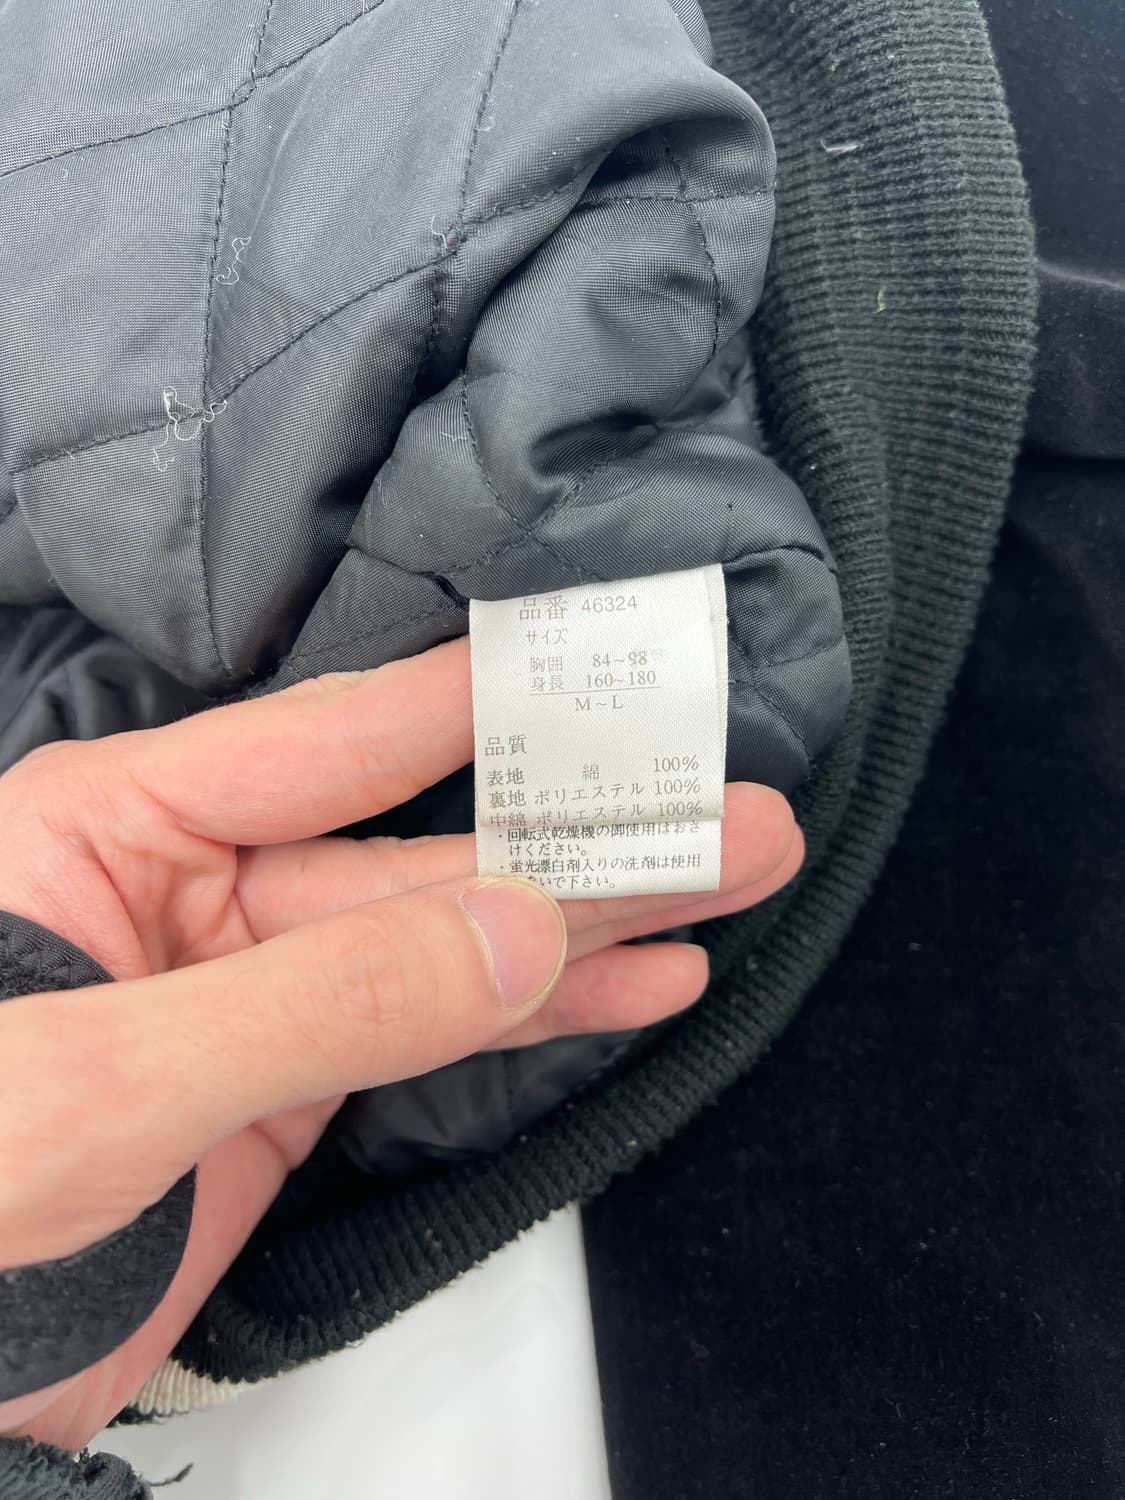 品番 46324
サイズ
胸囲 84~98
身長 160~180
M~L
品質
表地 綿 100%
裏地 ポリエステル 100%
中綿 ポリエステル 100%
・回転式乾燥機の御使用はおさ
けください。
・蛍光漂白剤入りの洗剤は使用
ないで下さい。